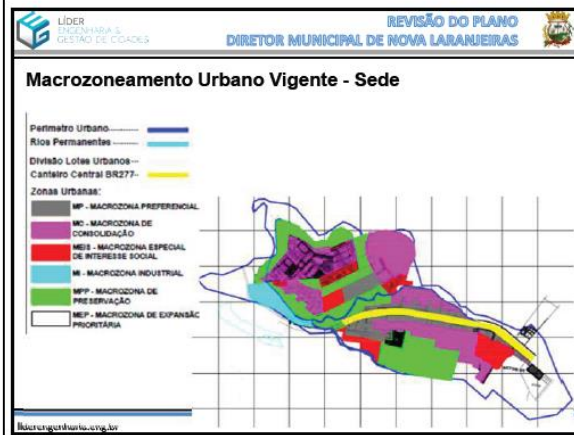 LÍDER
ENGENHARIA &
GESTÃO DE CIDADES
REVISÃO DO PLANO
DIRETOR MUNICIPAL DE NOVA LARANJEIRAS
Macrozoneamento Urbano Vigente - Sede
Perímetro Urbano
Rios Permanentes
Divisão Lotes Urbanos
Canteiro Central BR277
Zonas Urbanas:
MP - MACROZONA PREFERENCIAL
MC - MACROZONA DE
CONSOLIDAÇÃO
MEIS - MACROZONA ESPECIAL
DE INTERESSE SOCIAL
MI - MACROZONA INDUSTRIAL
MPP - MACROZONA DE
PRESERVAÇÃO
MEP - MACROZONA DE EXPANSÃO
PRIORITÁRIA
liderengenharia.eng.br